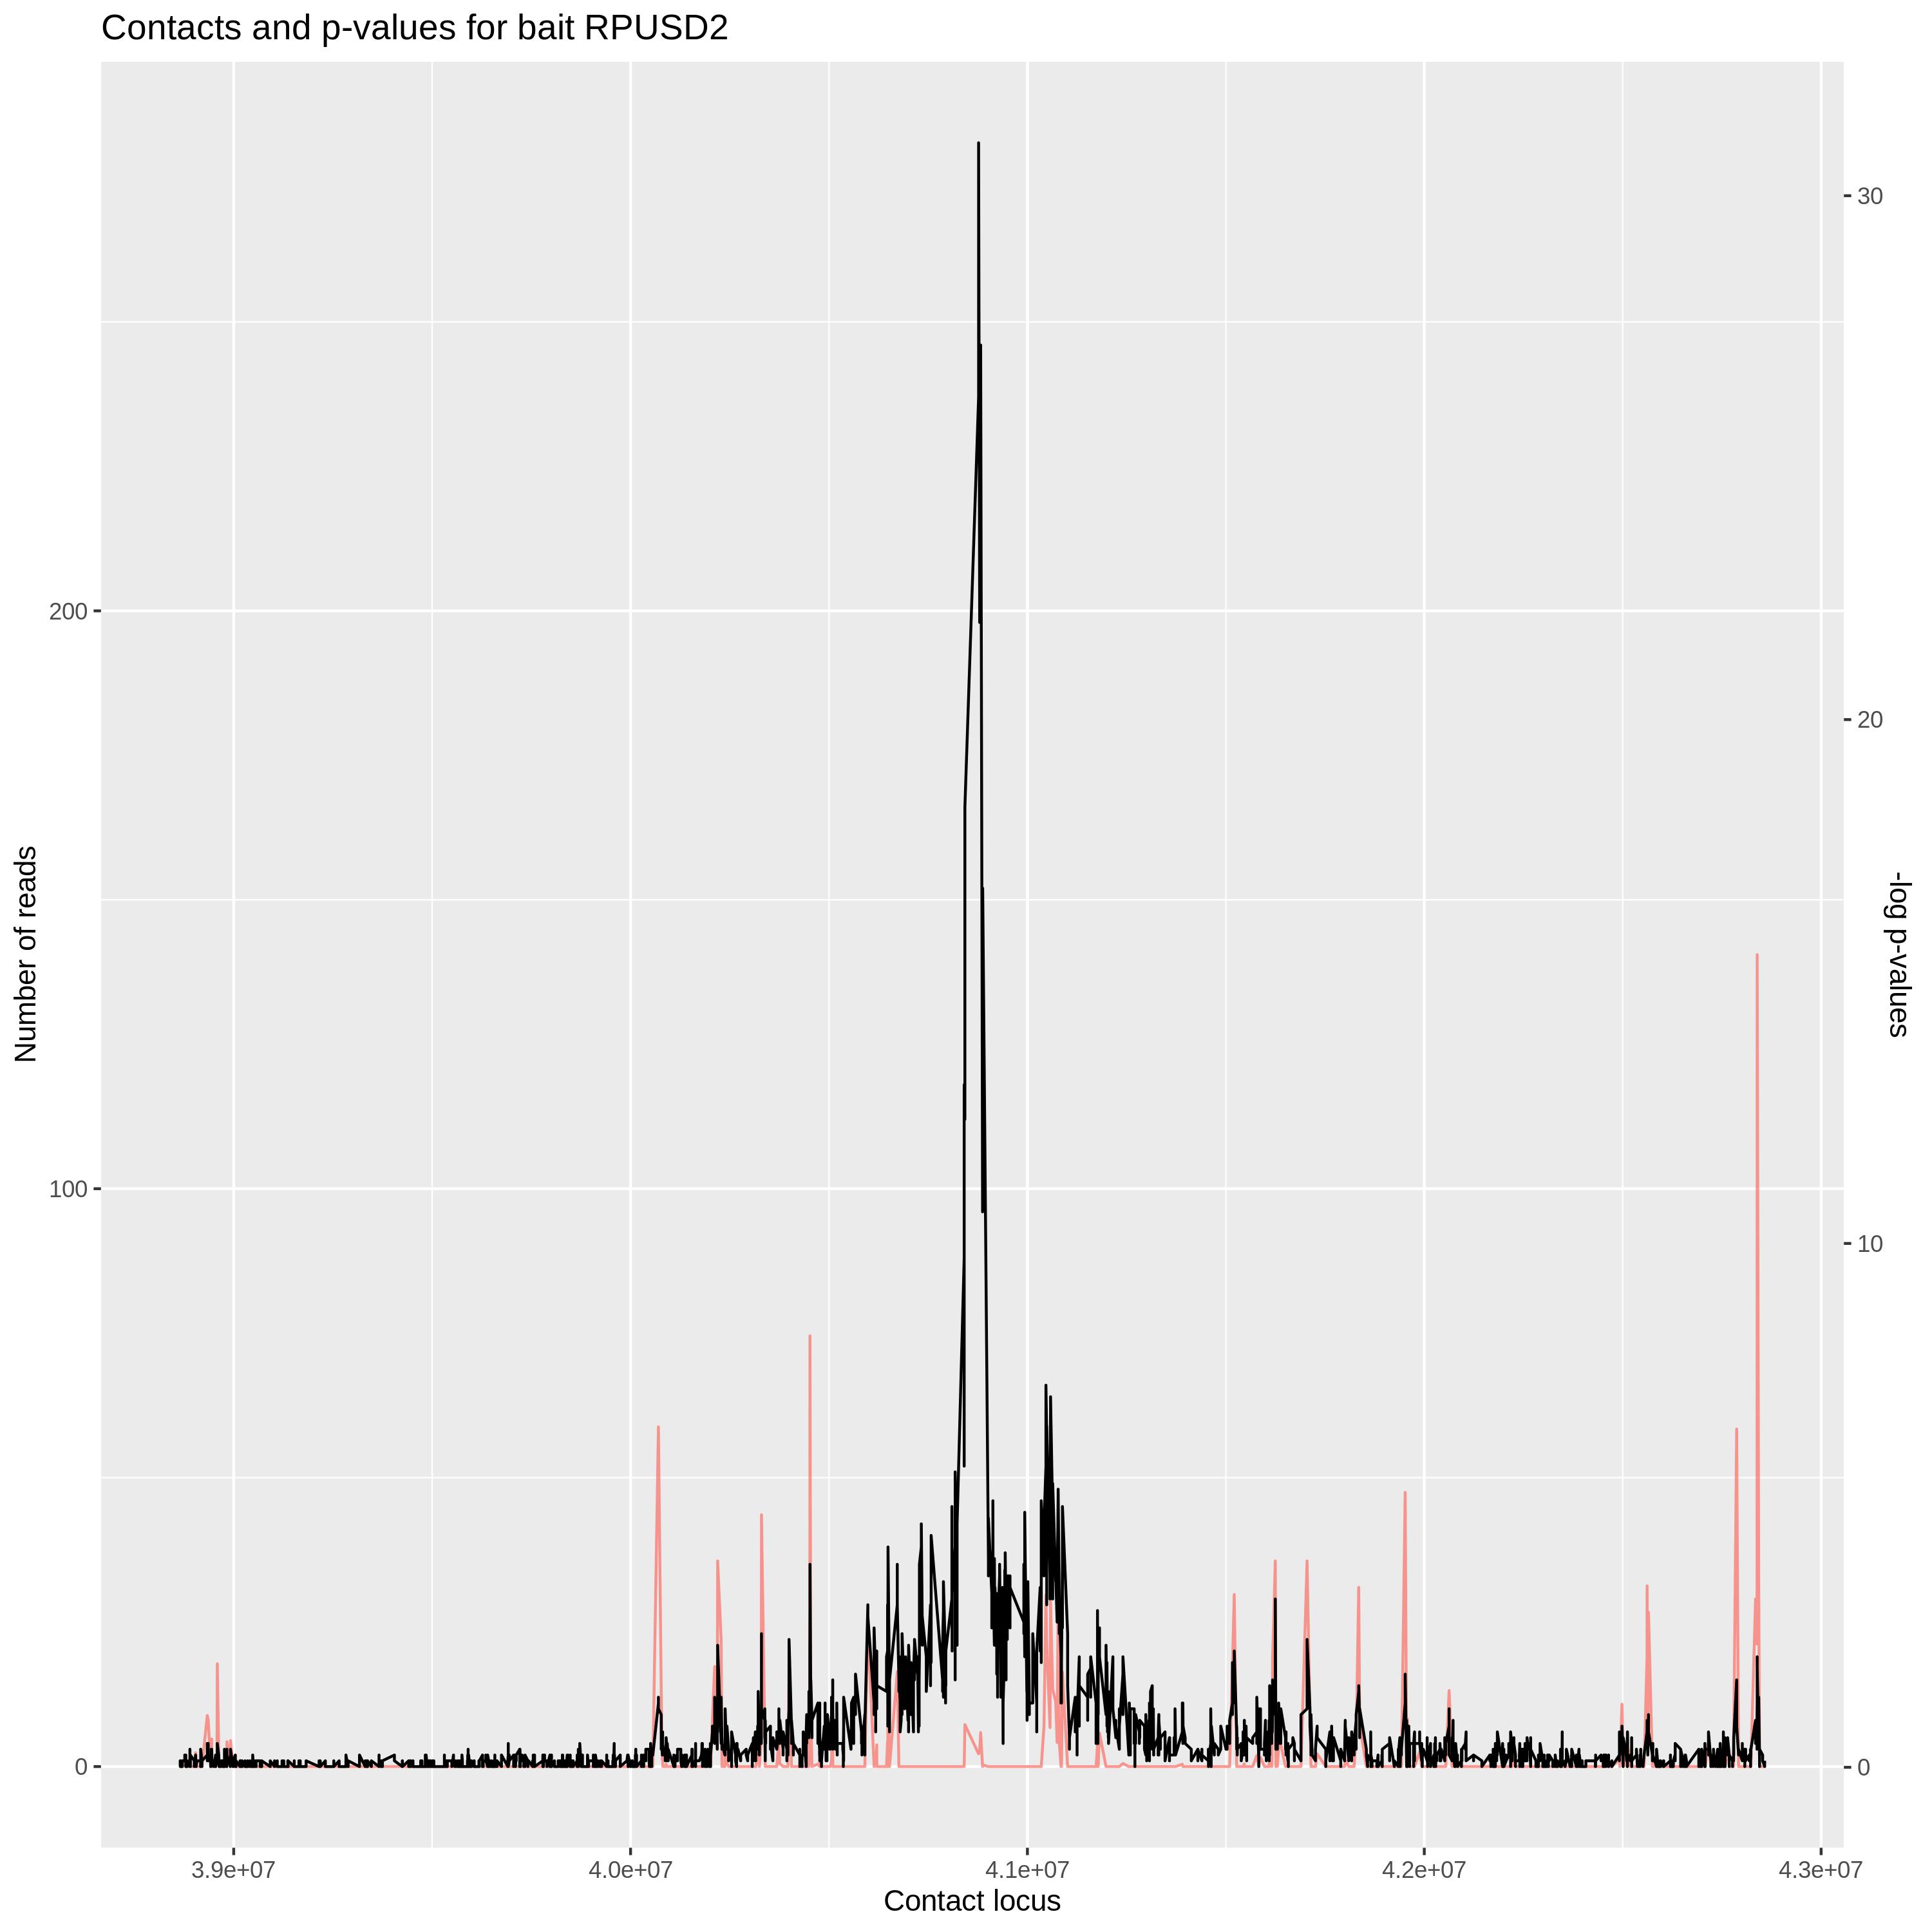 Contacts and p-values for bait RPUSD2
Number of reads
200
100
0
30
20
10
0
-log p-values
3.9e+07
4.0e+07
4.1e+07
4.2e+07
4.3e+07
Contact locus